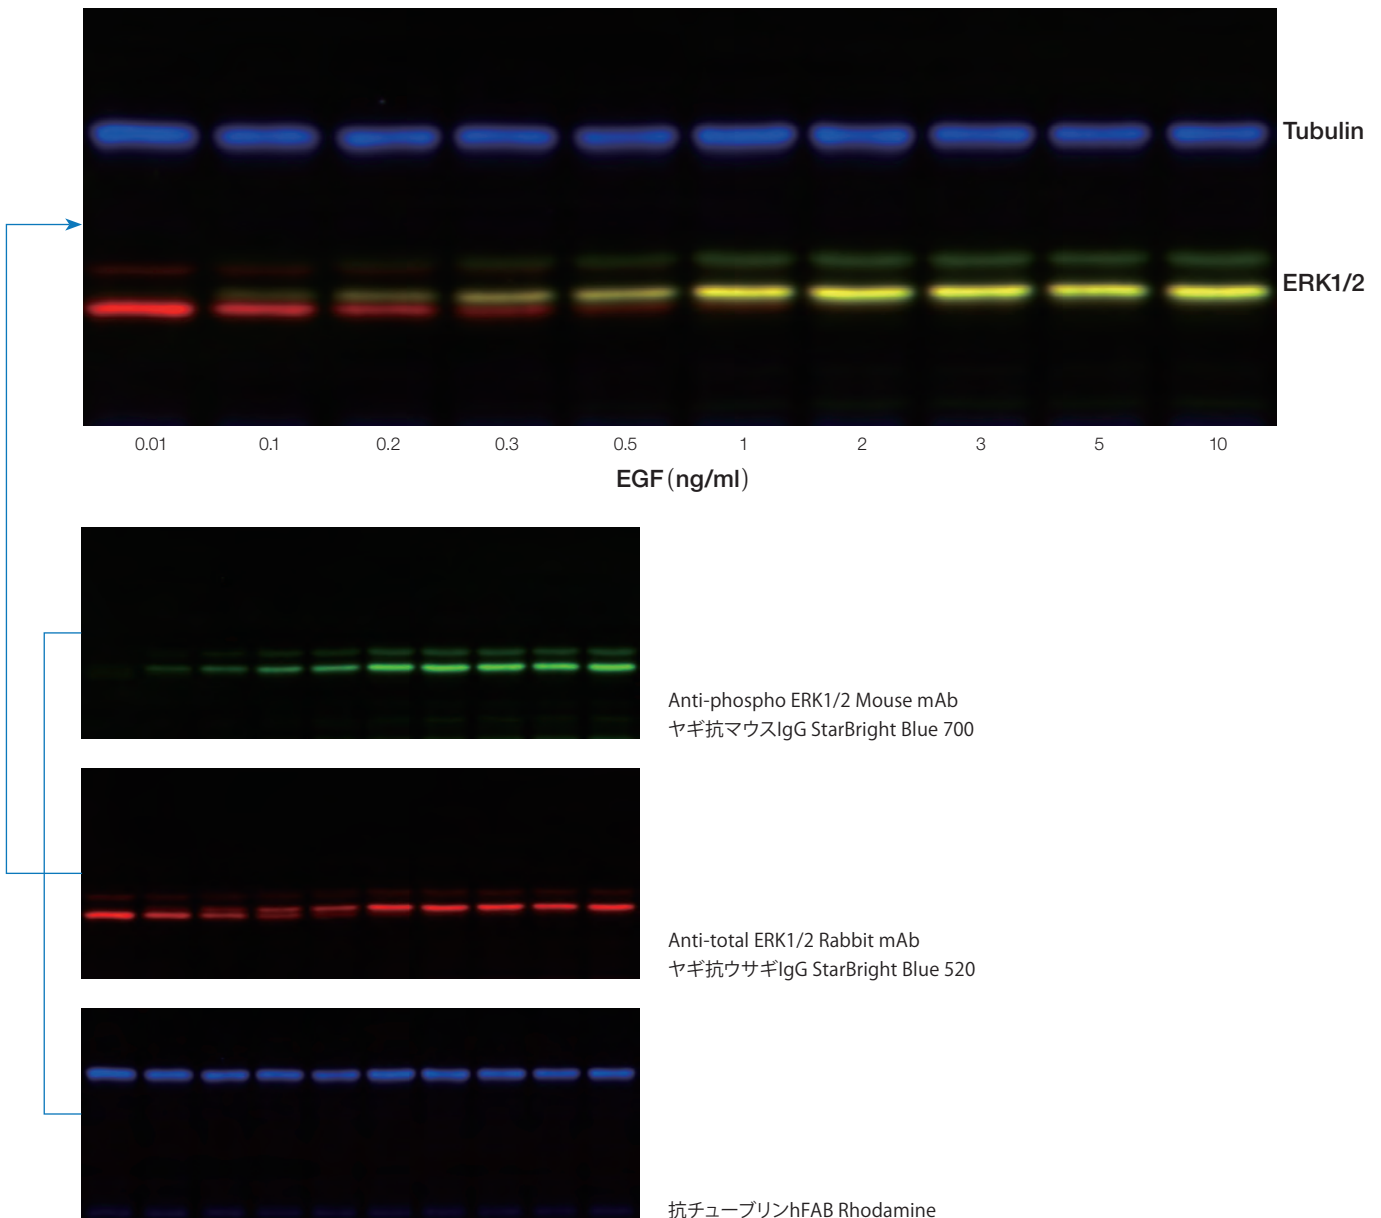 Tubulin
ERK1/2
0.01 0.1 0.2 0.3 0.5 1 2 3 5 10
EGF (ng/ml)
Anti-phospho ERK1/2 Mouse mAb
ヤギ抗マウスIgG StarBright Blue 700
Anti-total ERK1/2 Rabbit mAb
ヤギ抗ウサギIgG StarBright Blue 520
抗チューブリンhFAB Rhodamine